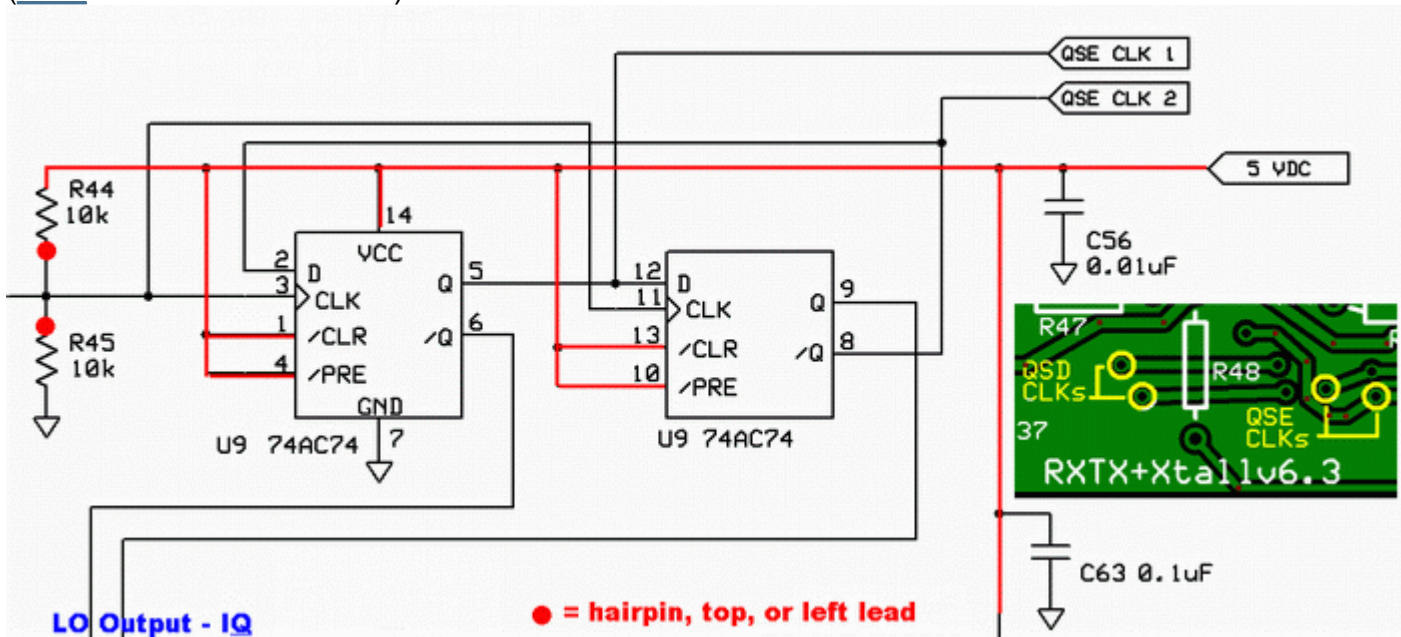 QSE CLK 1
QSE CLK 2
5 VDC
R44
10k
14
VCC
2
D
3
CLK
1
/CLR
4
/PRE
Q
5
/Q
6
GND
7
U9 74AC74
12
D
11
CLK
13
/CLR
10
/PRE
Q
9
/Q
8
U9 74AC74
R45
10k
C56
0.01uF
R47
QSD
CLKs
R48
QSE
CLKs
37
RXTX+Xtallv6.3
C63 0.1uF
LO Output - IQ
= hairpin, top, or left lead